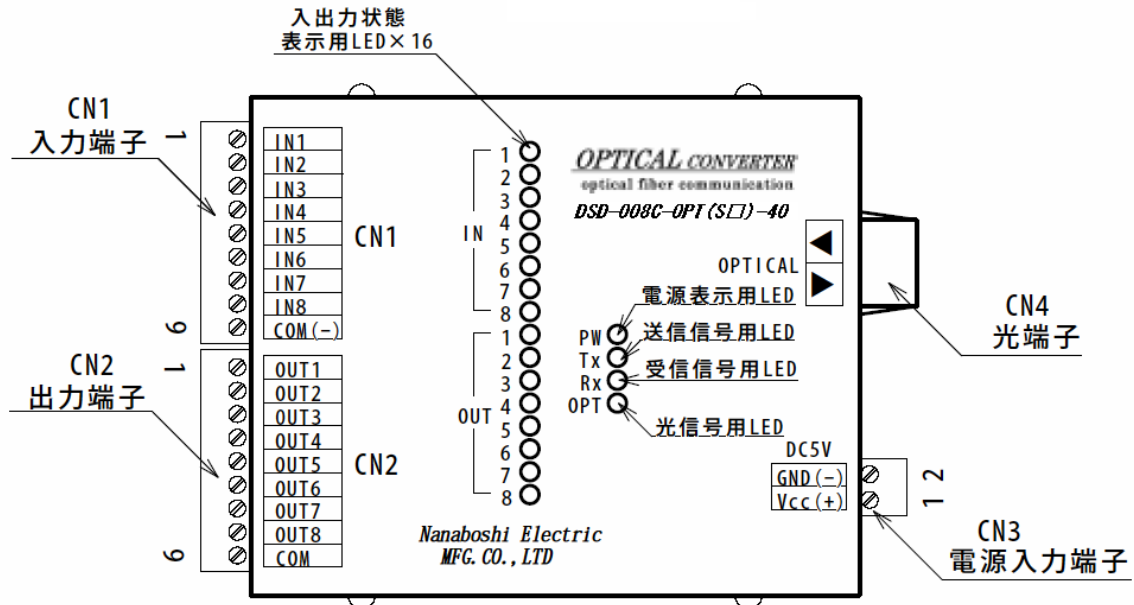 入出力状態
表示用LED×16
CN1
入力端子
1
9
IN1
IN2
IN3
IN4
IN5
IN6
IN7
IN8
COM(-)
CN1
CN2
出力端子
1
9
OUT1
OUT2
OUT3
OUT4
OUT5
OUT6
OUT7
OUT8
COM
CN2
IN
1
2
3
4
5
6
7
8
OUT
1
2
3
4
5
6
7
8
OPTICAL CONVERTER
optical fiber communication
DSD-008C-OPT(S□)-40
OPTICAL
◀
▶
CN4
光端子
PW
電源表示用LED
Tx
送信信号用LED
Rx
受信信号用LED
OPT
光信号用LED
DC5V
GND(-)
Vcc(+)
2
1
CN3
電源入力端子
Nanaboshi Electric
MFG.CO.,LTD